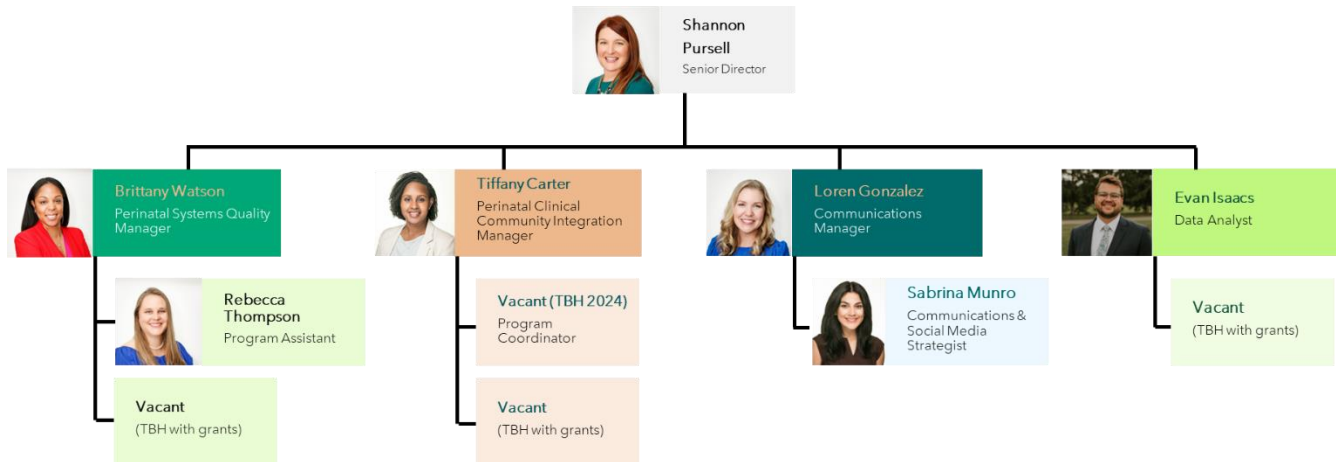 Shannon
Pursell
Senior Director
Brittany Watson
Perinatal Systems Quality
Manager
Tiffany Carter
Perinatal Clinical
Community Integration
Manager
Loren Gonzalez
Communications
Manager
Evan Isaacs
Data Analyst
Rebecca
Thompson
Program Assistant
Vacant (TBH 2024)
Program
Coordinator
Sabrina Munro
Communications &
Social Media
Strategist
Vacant
(TBH with grants)
Vacant
(TBH with grants)
Vacant
(TBH with grants)